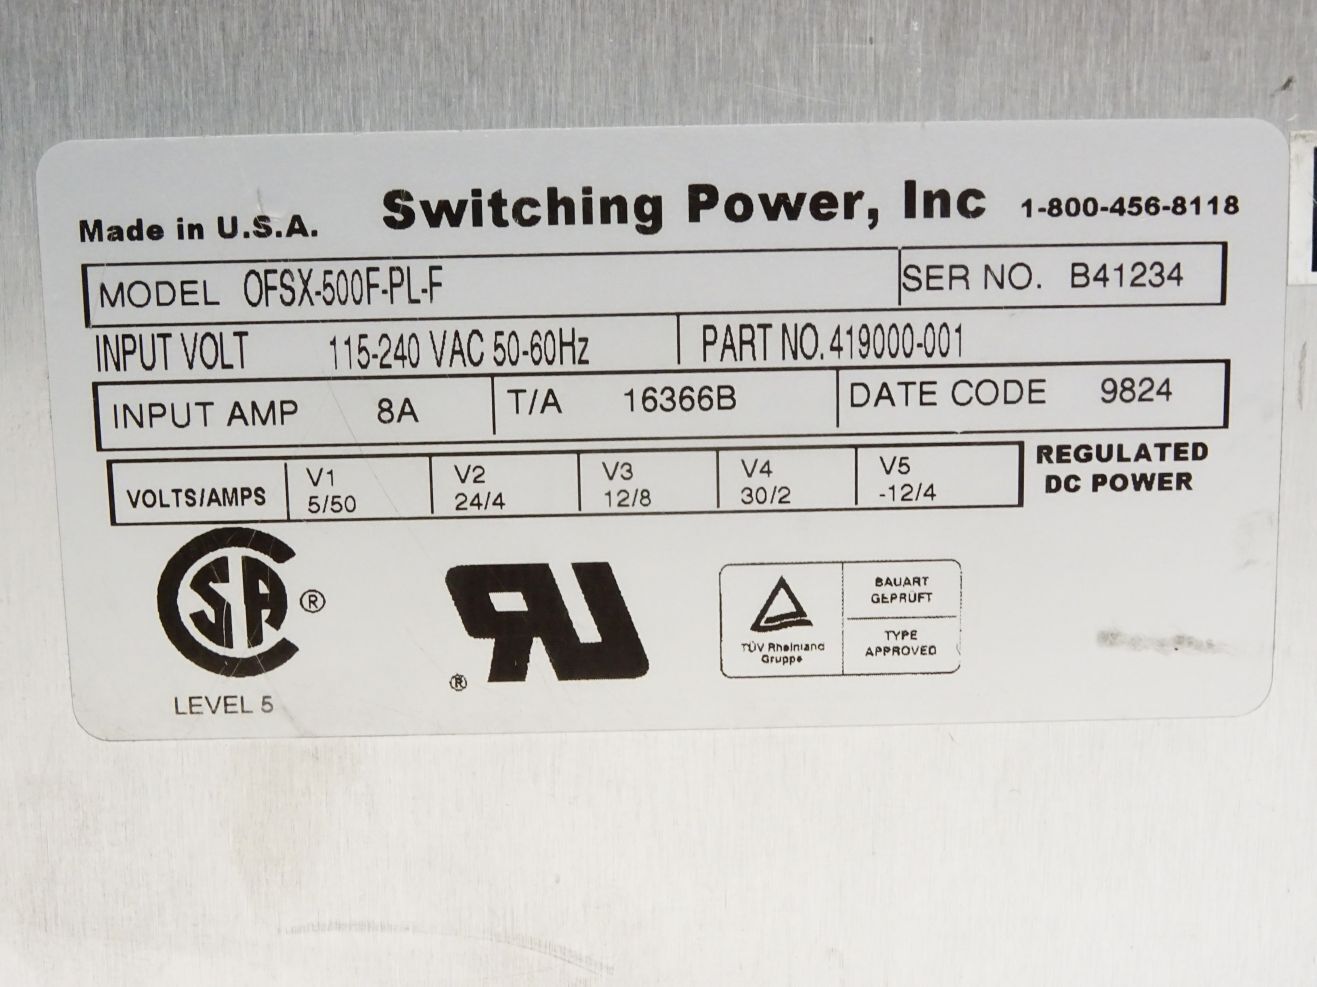 Made in U.S.A. Switching Power, Inc 1-800-456-8118
MODEL OFSX-500F-PL-F SER NO. B41234
INPUT VOLT 115-240 VAC 50-60Hz PART NO. 419000-001
INPUT AMP 8A T/A 16366B DATE CODE 9824
VOLTS/AMPS V1 5/50 V2 24/4 V3 12/8 V4 30/2 V5 -12/4
REGULATED
DC POWER
CSA ®
LEVEL 5
RU ®
TÜV Rheinland
Gruppe
BAUART
GEPRÜFT
TYPE
APPROVED